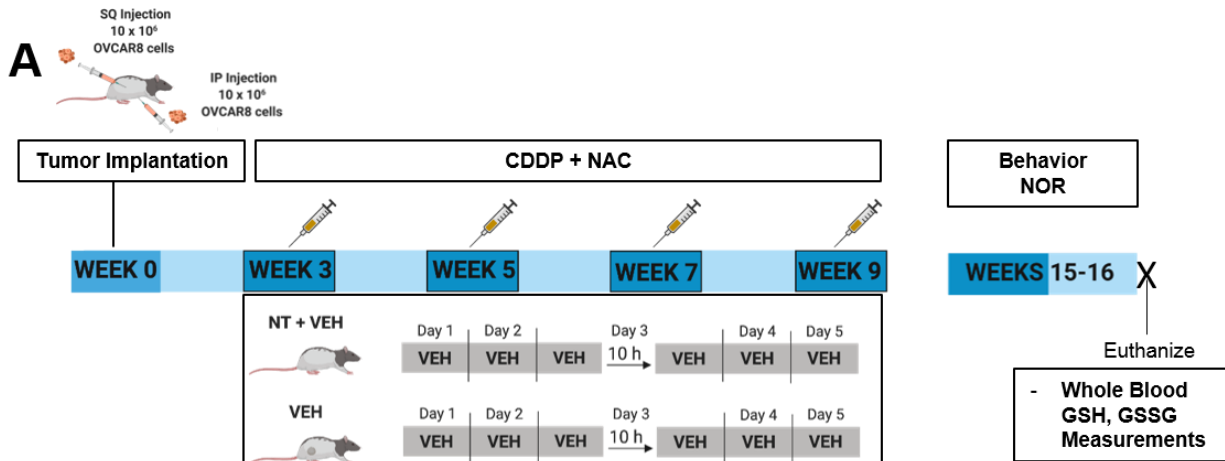 A
SQ Injection
10 x 10⁶
OVCAR8 cells
IP Injection
10 x 10⁶
OVCAR8 cells
Tumor Implantation
CDDP + NAC
Behavior
NOR
WEEK 0
WEEK 3
WEEK 5
WEEK 7
WEEK 9
WEEKS 15-16
X
NT + VEH
Day 1 Day 2 Day 3 Day 4 Day 5
VEH VEH VEH 10 h VEH VEH VEH
VEH
Day 1 Day 2 Day 3 Day 4 Day 5
VEH VEH VEH 10 h VEH VEH VEH
Euthanize
- Whole Blood
GSH, GSSG
Measurements